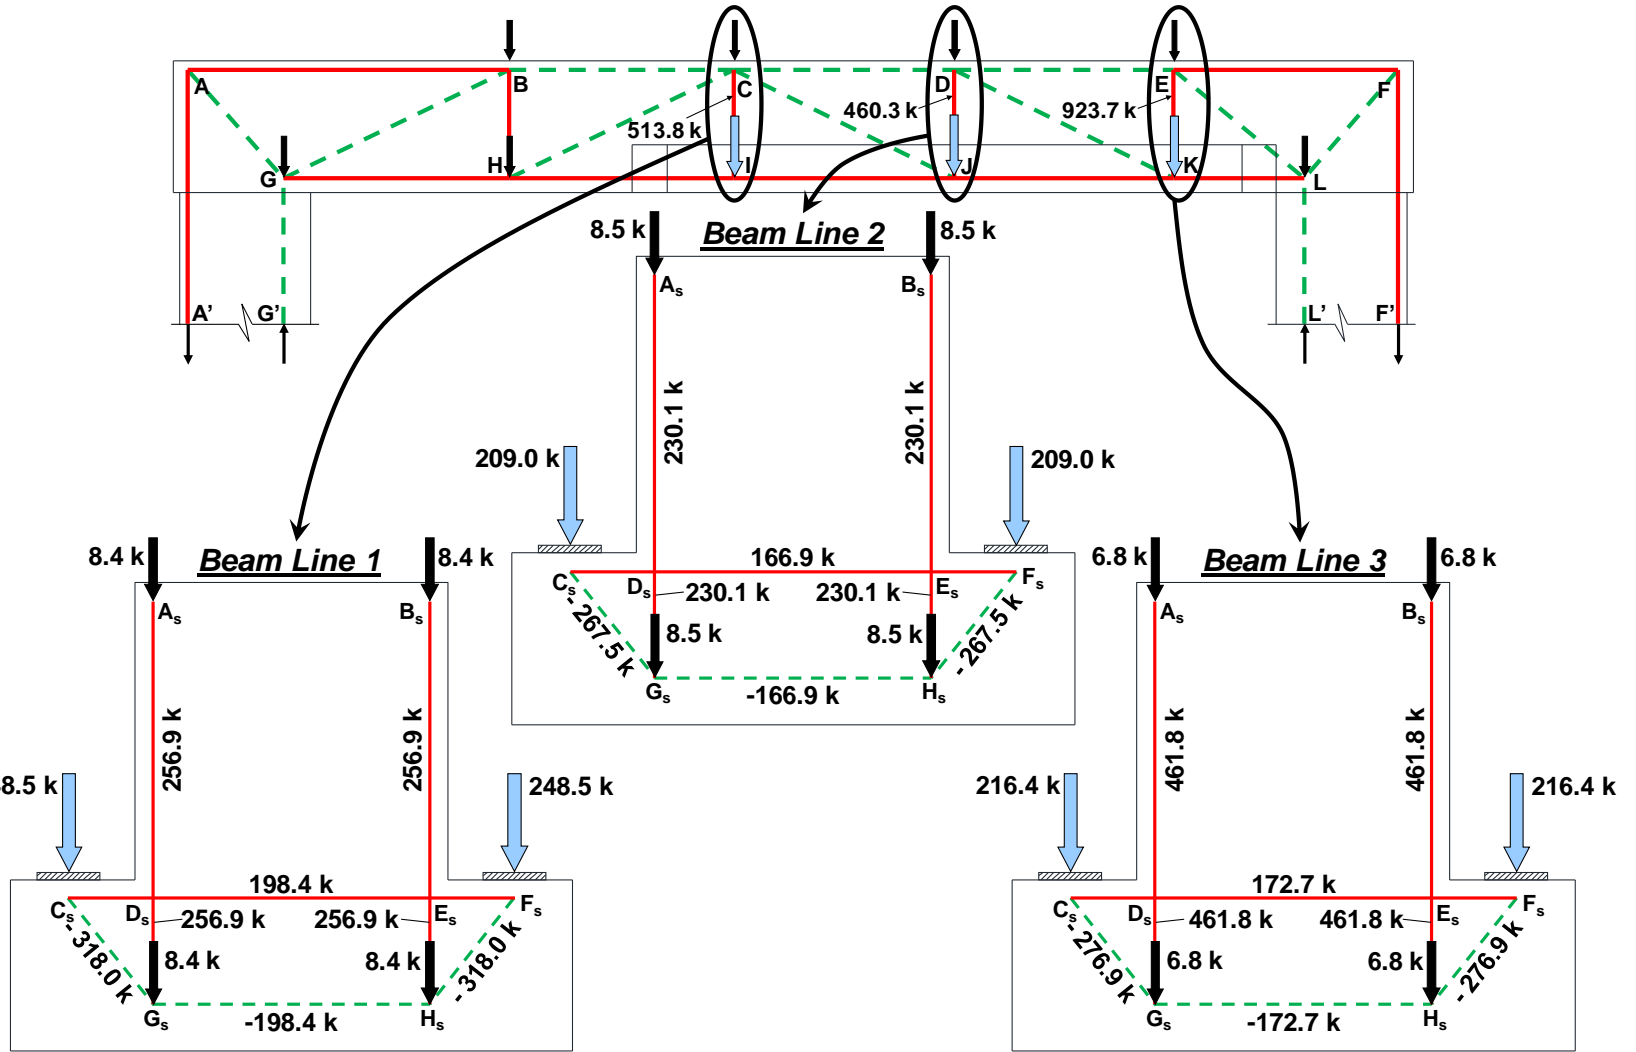 A
B
C
D
E
F
513.8 k
460.3 k
923.7 k
G
H
I
J
K
L
A’
G’
L’
F’
Beam Line 2
8.5 k
8.5 k
As
Bs
230.1 k
230.1 k
209.0 k
209.0 k
166.9 k
Cs
Ds
230.1 k
230.1 k
Es
Fs
- 267.5 k
- 267.5 k
8.5 k
8.5 k
Gs
-166.9 k
Hs
Beam Line 1
8.4 k
8.4 k
As
Bs
256.9 k
256.9 k
8.5 k
248.5 k
198.4 k
Cs
Ds
256.9 k
256.9 k
Es
Fs
- 318.0 k
- 318.0 k
8.4 k
8.4 k
Gs
-198.4 k
Hs
Beam Line 3
6.8 k
6.8 k
As
Bs
461.8 k
461.8 k
216.4 k
216.4 k
172.7 k
Cs
Ds
461.8 k
461.8 k
Es
Fs
- 276.9 k
- 276.9 k
6.8 k
6.8 k
Gs
-172.7 k
Hs